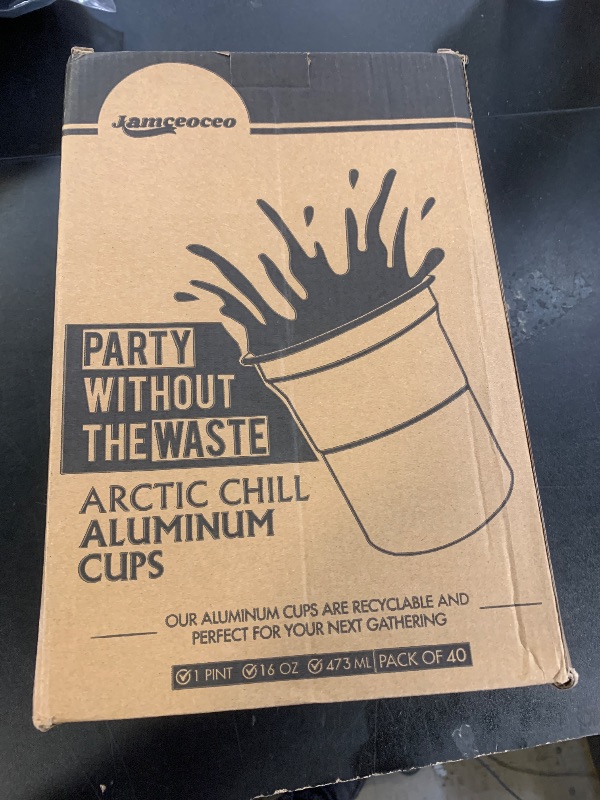 Jamceoceo
PARTY
WITHOUT
THE WASTE
ARCTIC CHILL
ALUMINUM
CUPS
OUR ALUMINUM CUPS ARE RECYCLABLE AND
PERFECT FOR YOUR NEXT GATHERING
1 PINT 16 OZ 473 ML PACK OF 40